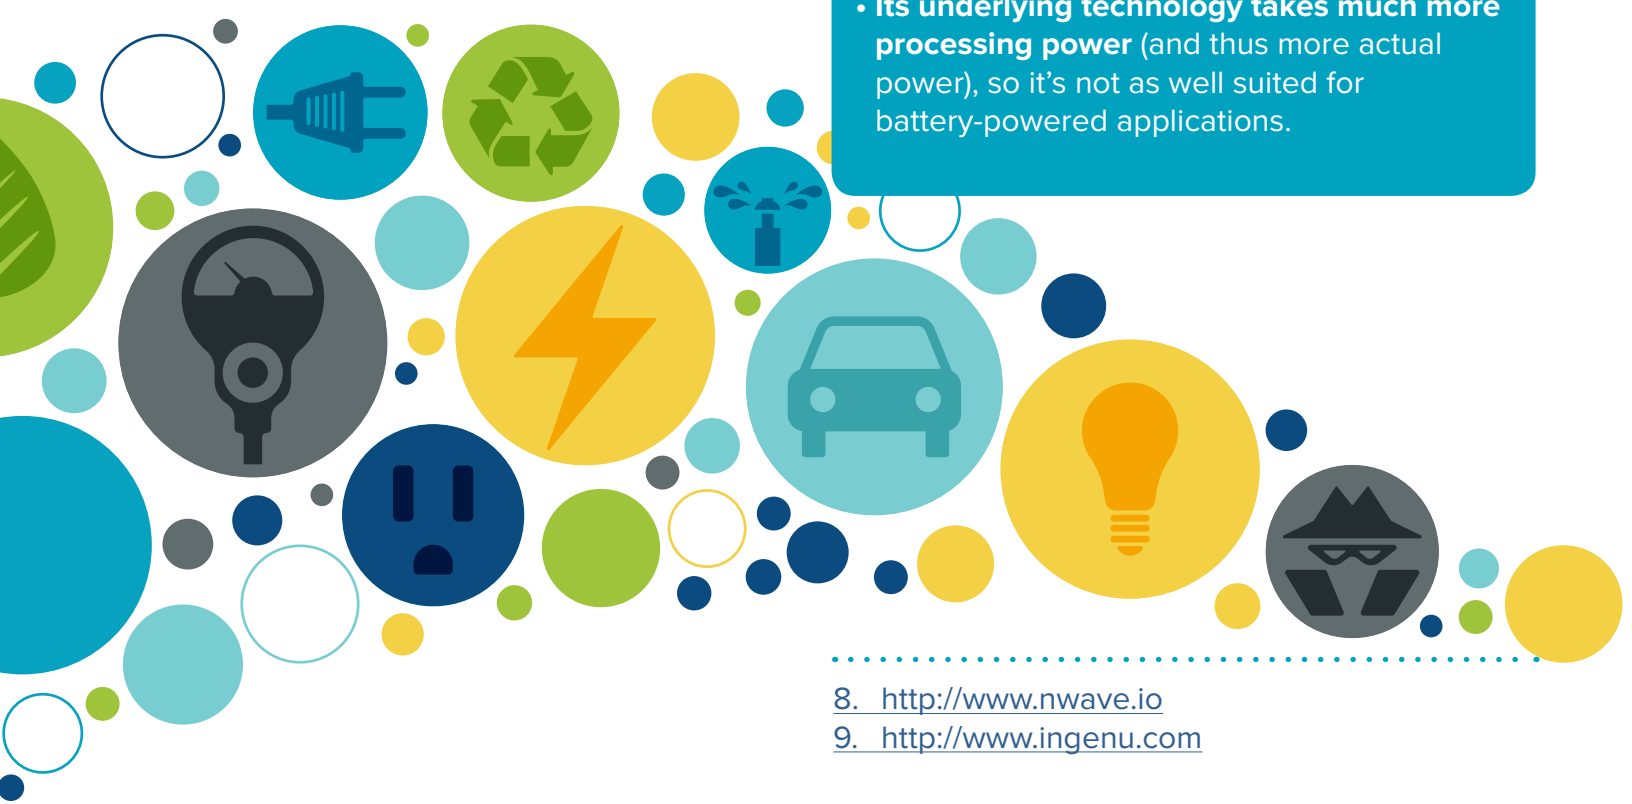 • Its underlying technology takes much more
processing power (and thus more actual
power), so it's not as well suited for
battery-powered applications.
8. http://www.nwave.io
9. http://www.ingenu.com